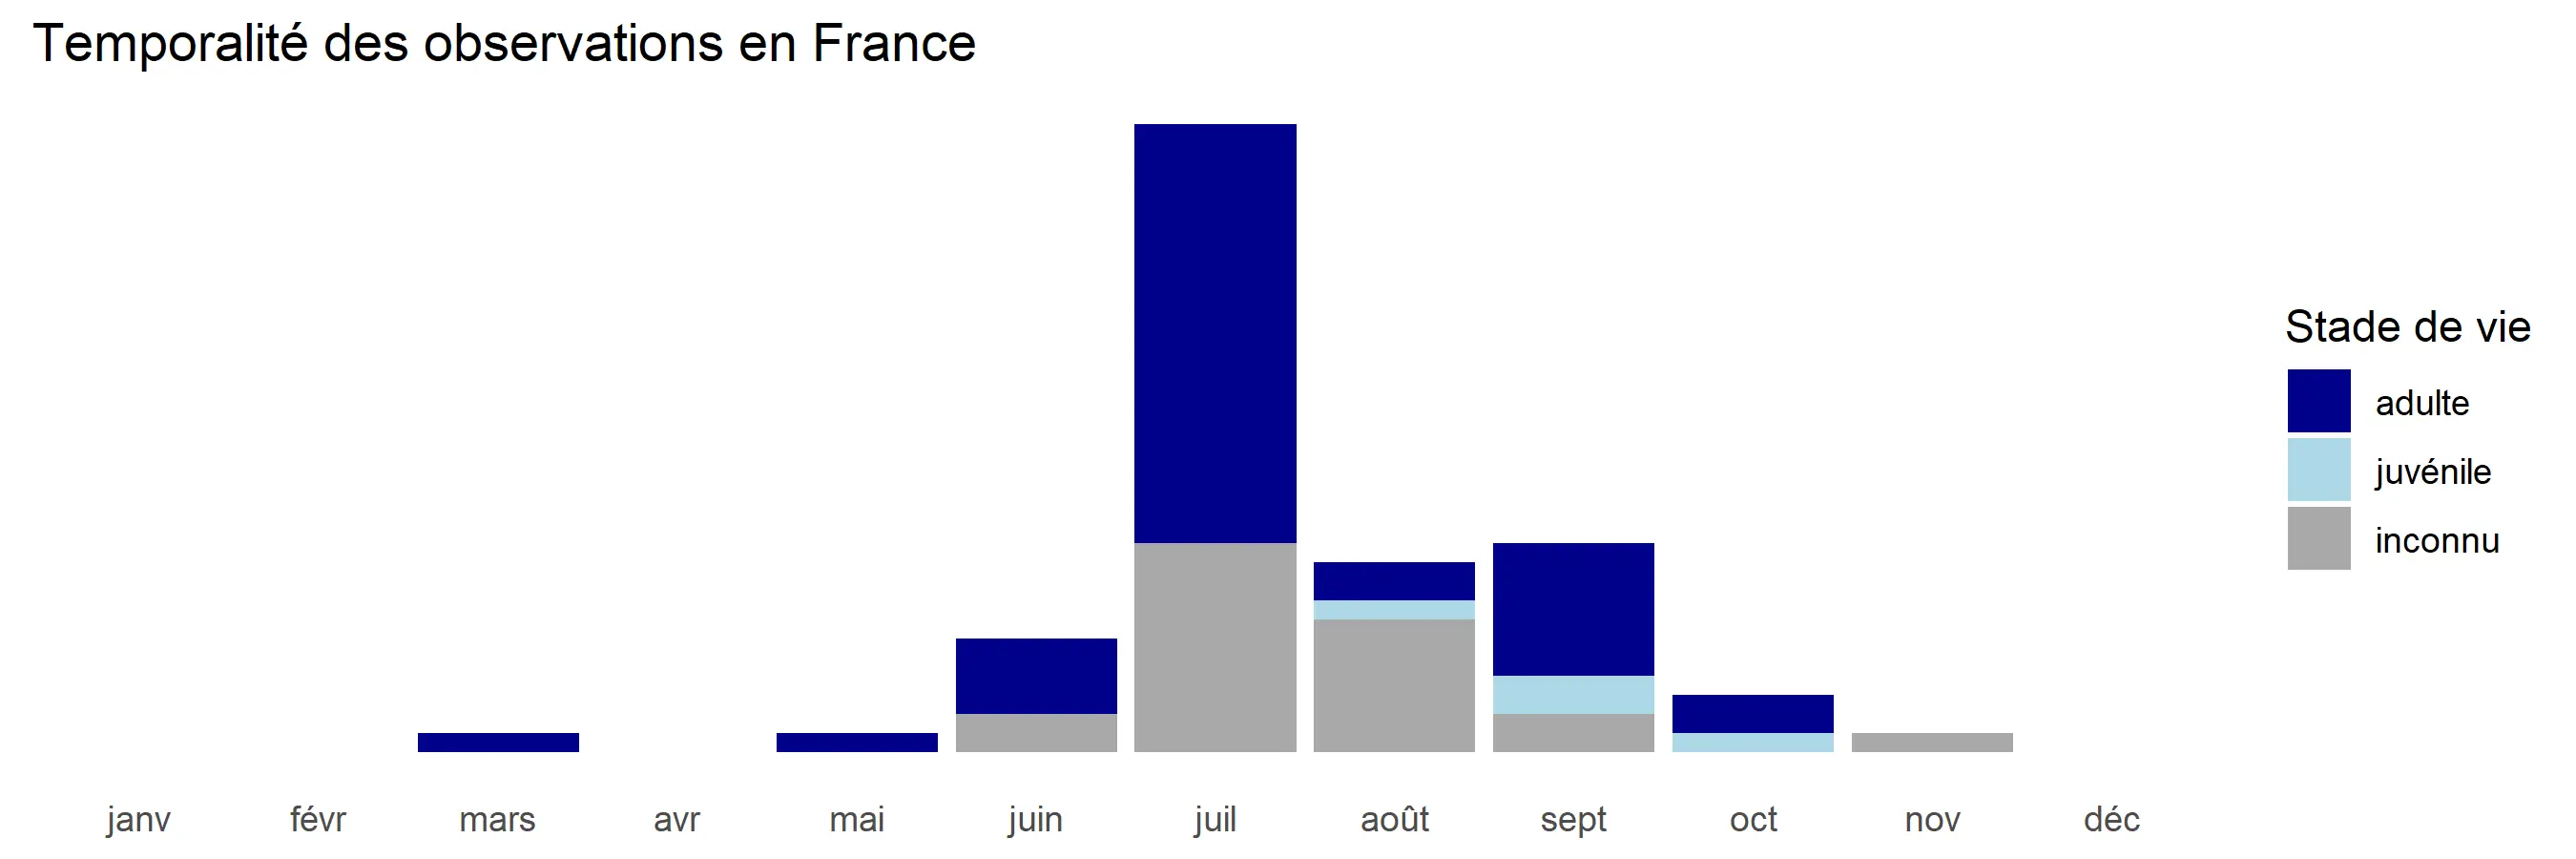 Temporalité des observations en France
Stade de vie
adulte
juvénile
inconnu
janv févr mars avr mai juin juil août sept oct nov déc